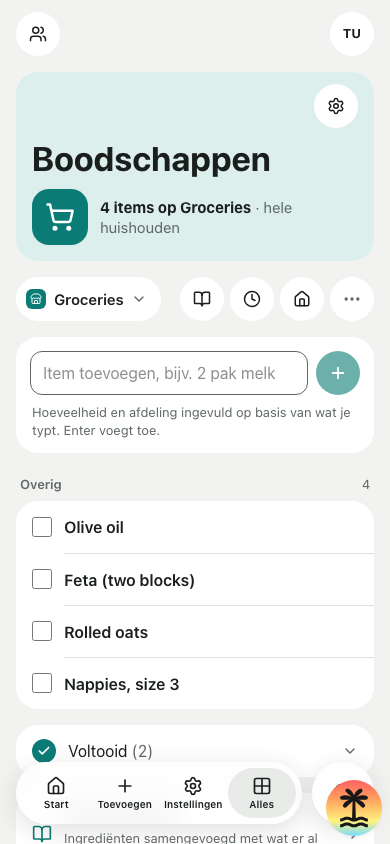 TU
Boodschappen
4 items op Groceries · hele
huishouden
Groceries
Item toevoegen, bijv. 2 pak melk
Hoeveelheid en afdeling ingevuld op basis van wat je
typt. Enter voegt toe.
Overig
4
Olive oil
Feta (two blocks)
Rolled oats
Nappies, size 3
Voltooid (2)
Start
Toevoegen
Instellingen
Alles
Ingrediënten samengevoegd met wat er al